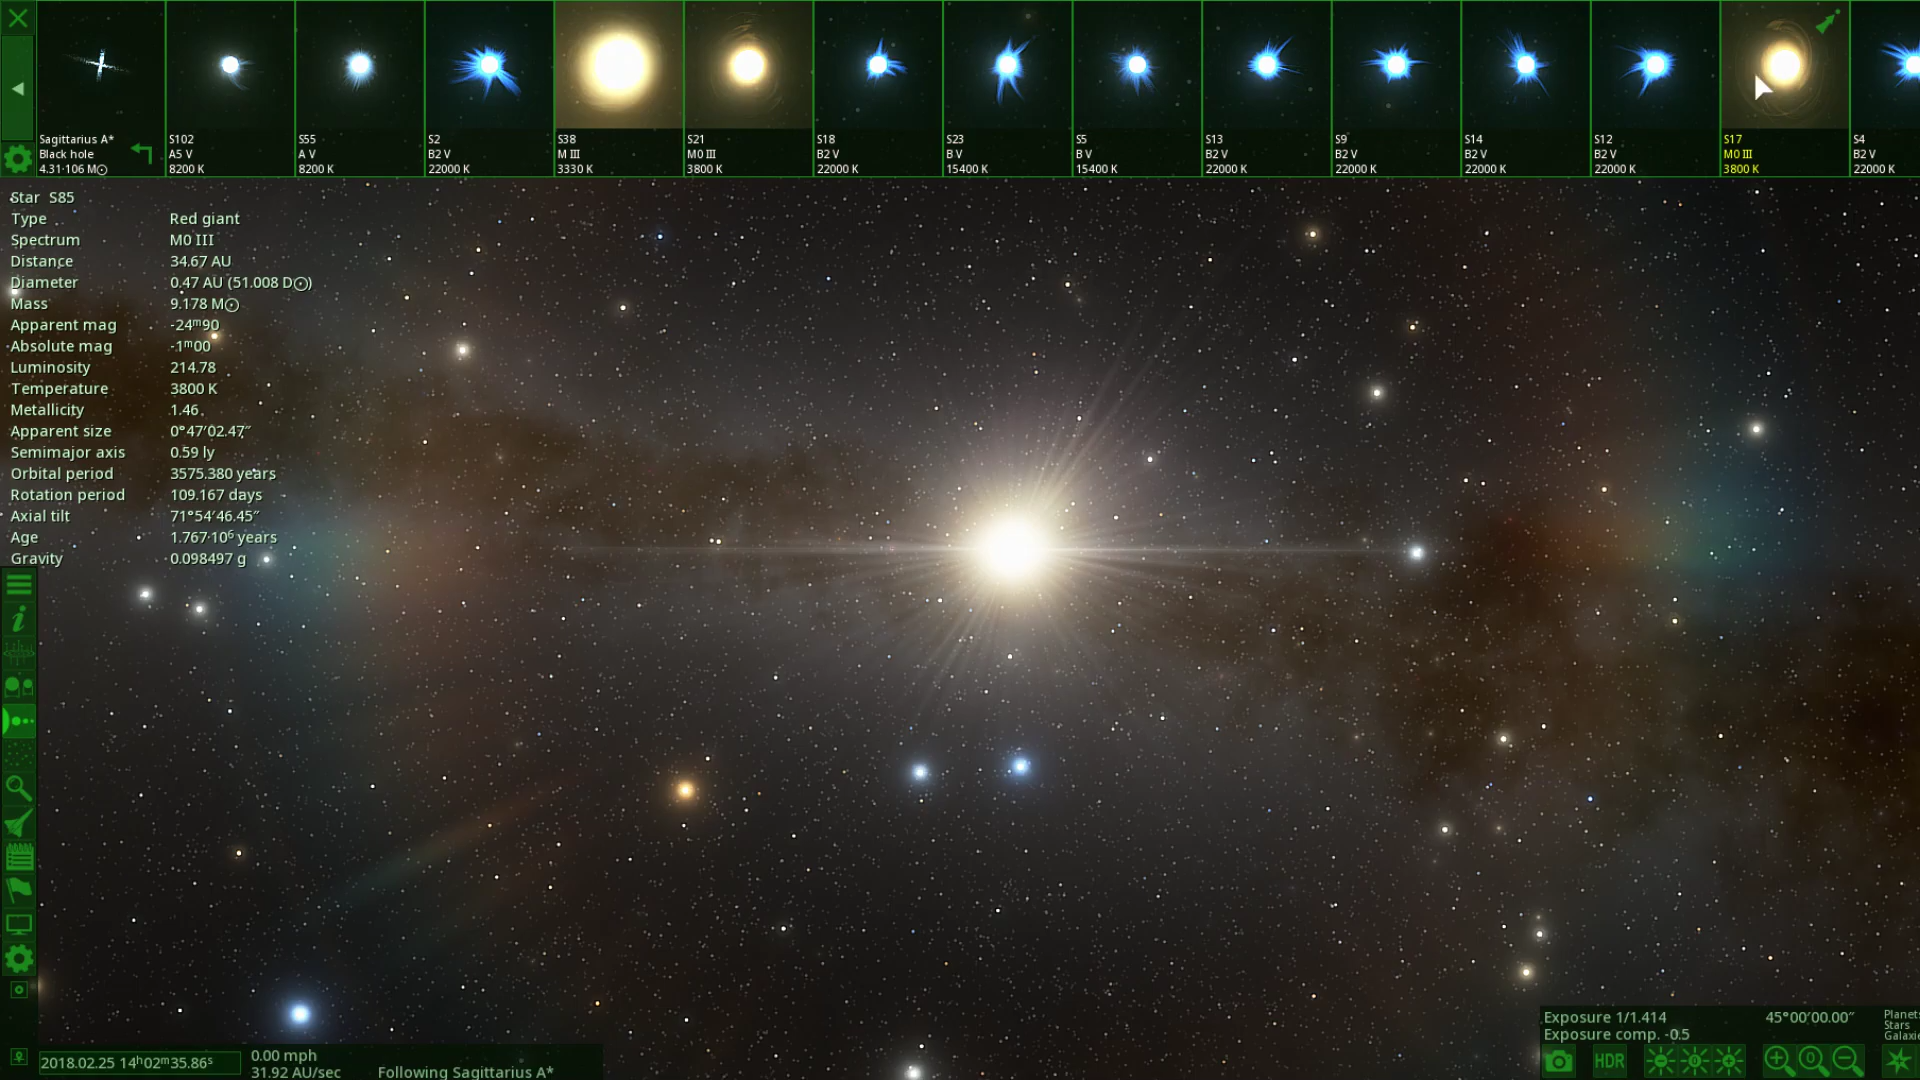 Sagittarius A*
Black hole
4.31·106 M☉
S102
A5 V
8200 K
S55
A V
8200 K
S2
B2 V
22000 K
S38
M III
3330 K
S21
M0 III
3800 K
S18
B2 V
22000 K
S23
B V
15400 K
S5
B V
15400 K
S13
B2 V
22000 K
S9
B2 V
22000 K
S14
B2 V
22000 K
S12
B2 V
22000 K
S17
M0 III
3800 K
S4
B2 V
22000 K
Star S85
Type Red giant
Spectrum M0 III
Distance 34.67 AU
Diameter 0.47 AU (51.008 D☉)
Mass 9.178 M☉
Apparent mag -24ᵐ90
Absolute mag -1ᵐ00
Luminosity 214.78
Temperature 3800 K
Metallicity 1.46
Apparent size 0°47′02.47″
Semimajor axis 0.59 ly
Orbital period 3575.380 years
Rotation period 109.167 days
Axial tilt 71°54′46.45″
Age 1.767·10⁶ years
Gravity 0.098497 g
2018.02.25 14ʰ02ᵐ35.86ˢ
0.00 mph
31.92 AU/sec Following Sagittarius A*
Exposure 1/1.414 45°00′00.00″
Exposure comp. -0.5
Planet
Stars
Galaxi
HDR
0
0